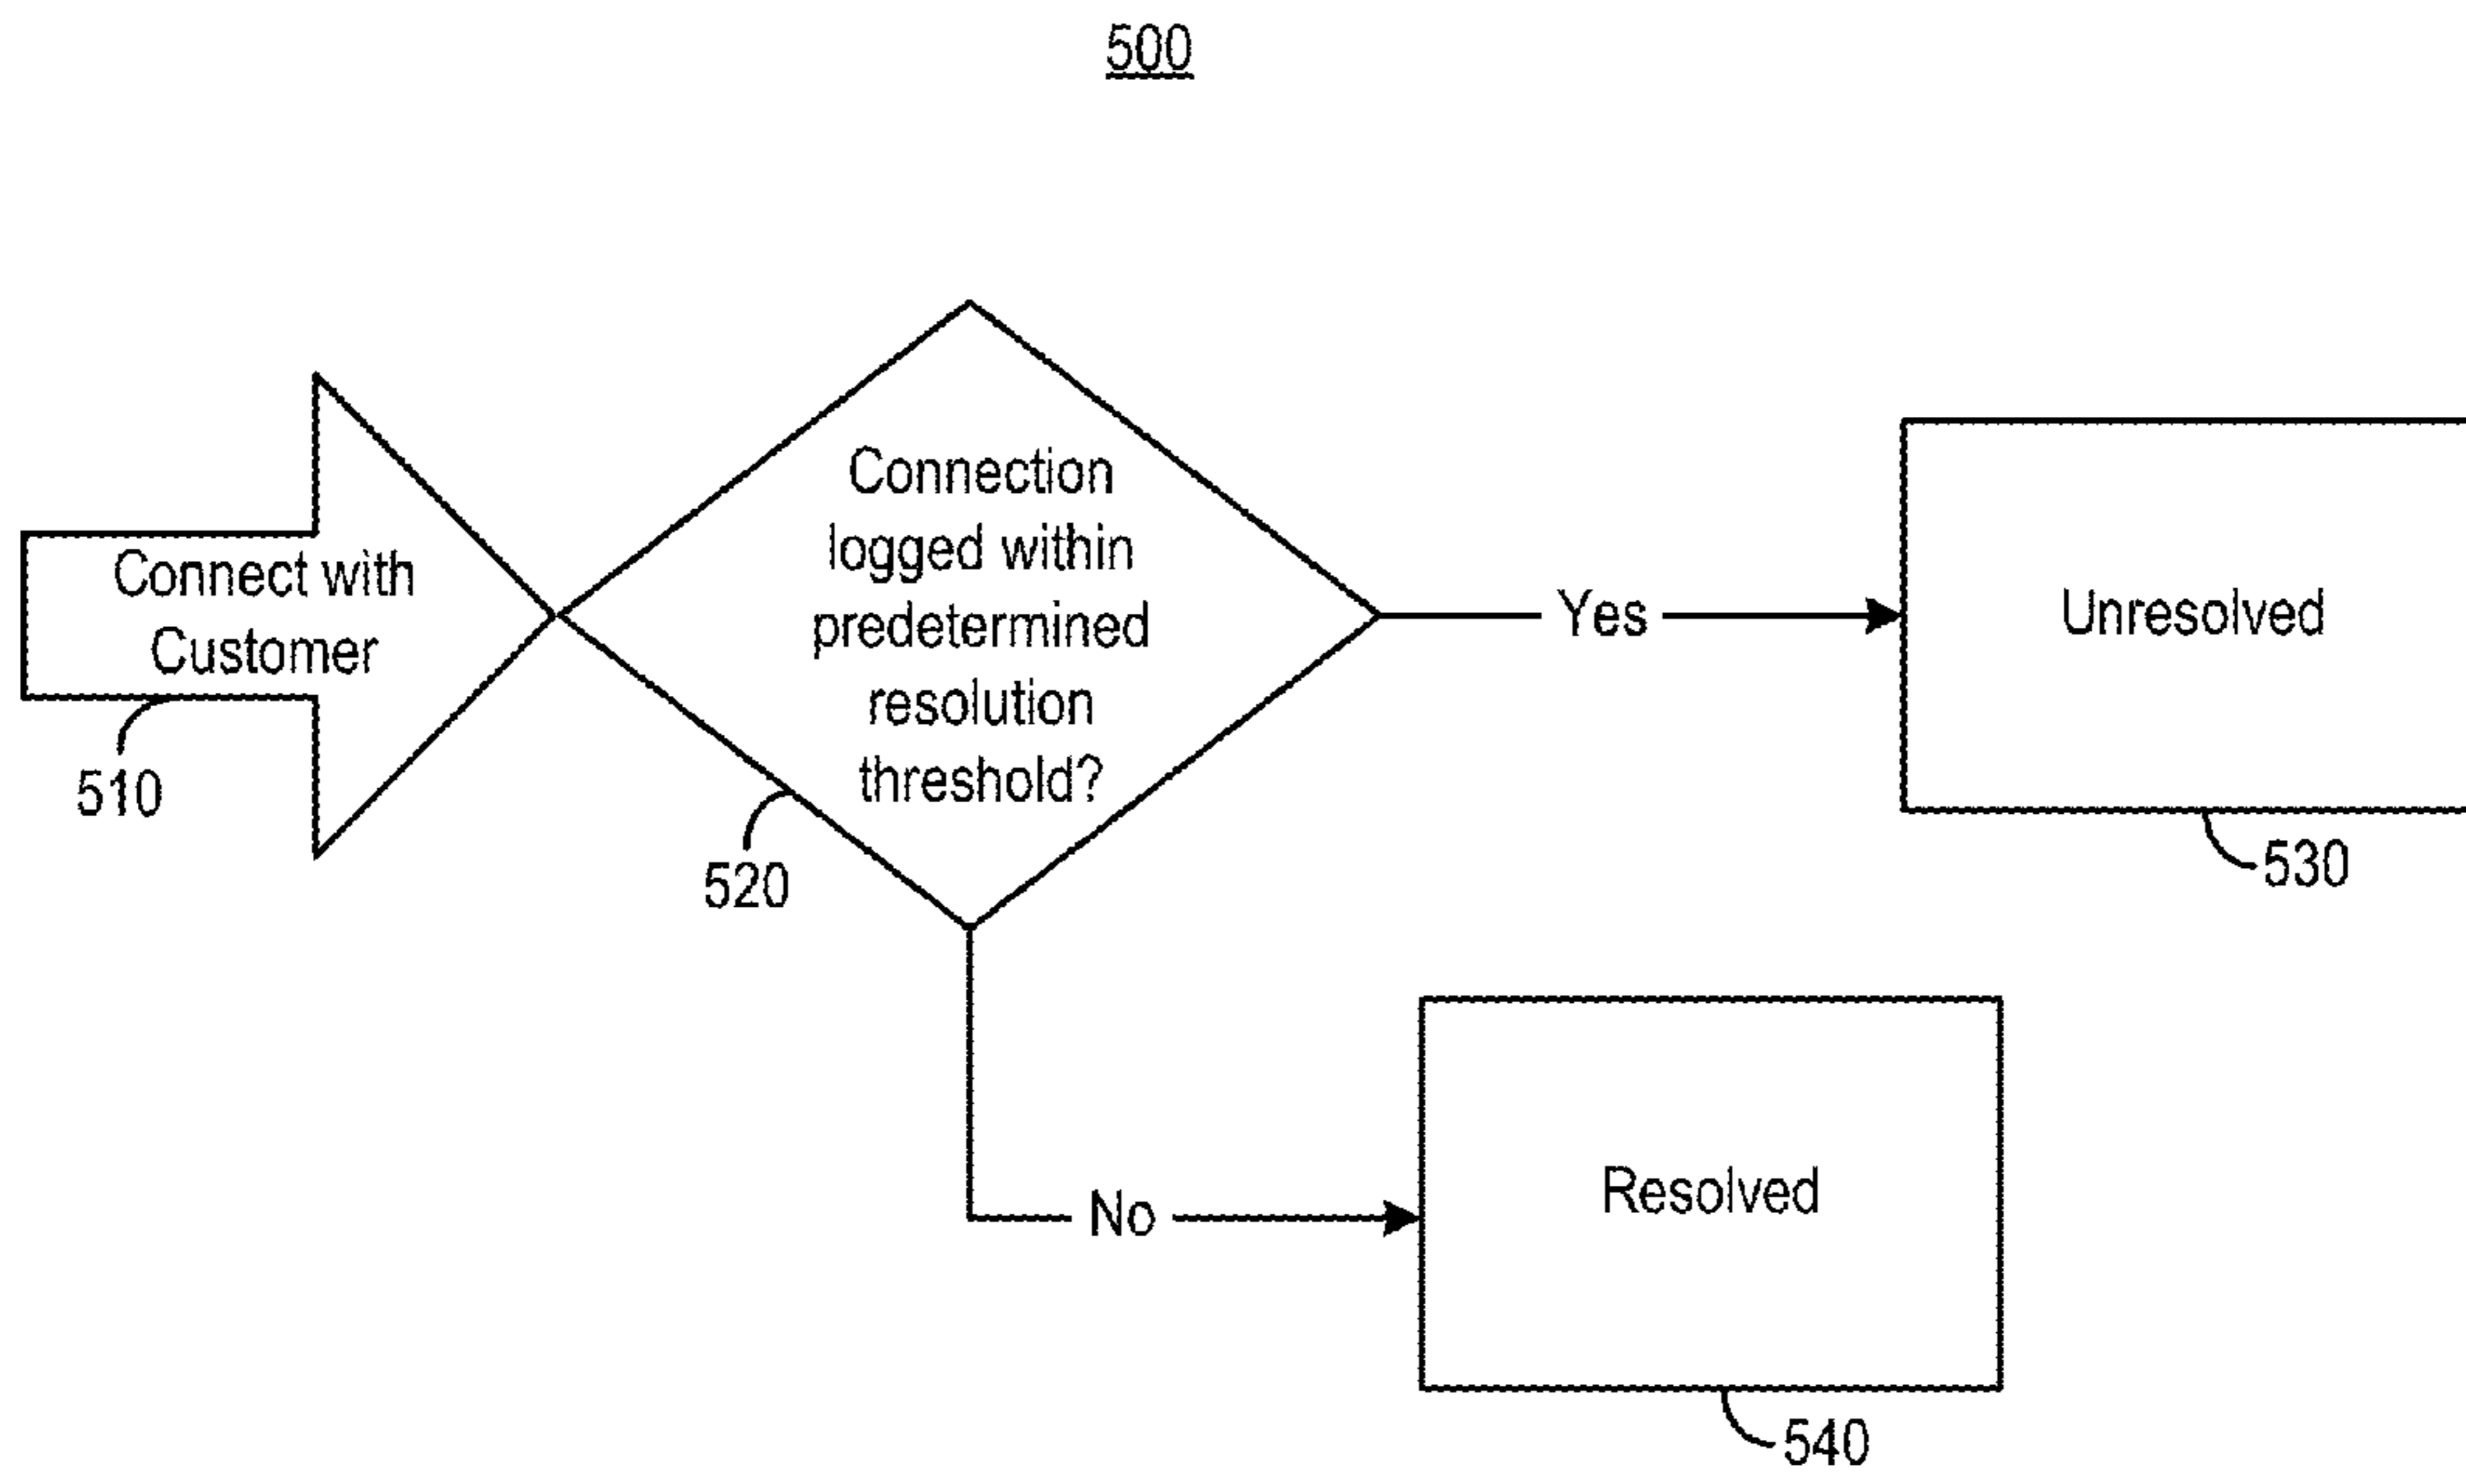 500
Connect with
Customer
510
Connection
logged within
predetermined
resolution
threshold?
520
Yes
Unresolved
530
No
Resolved
540